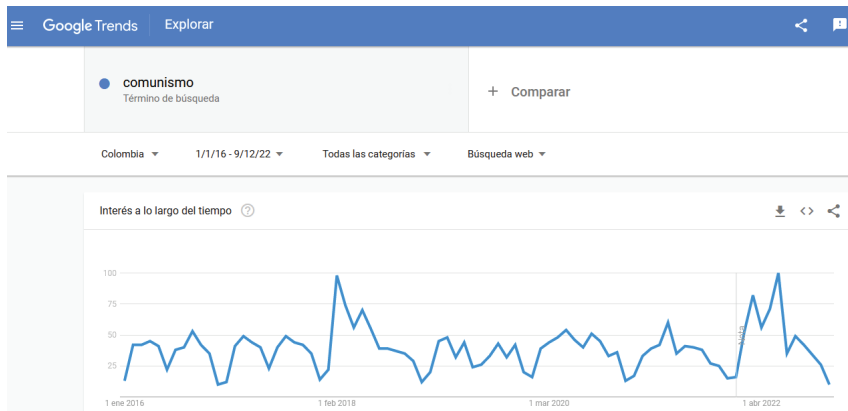 Google Trends Explorar
comunismo
Término de búsqueda
+ Comparar
Colombia 1/1/16 - 9/12/22 Todas las categorías Búsqueda web
Interés a lo largo del tiempo
100
75
50
25
Nota
1 ene 2016 1 feb 2018 1 mar 2020 1 abr 2022